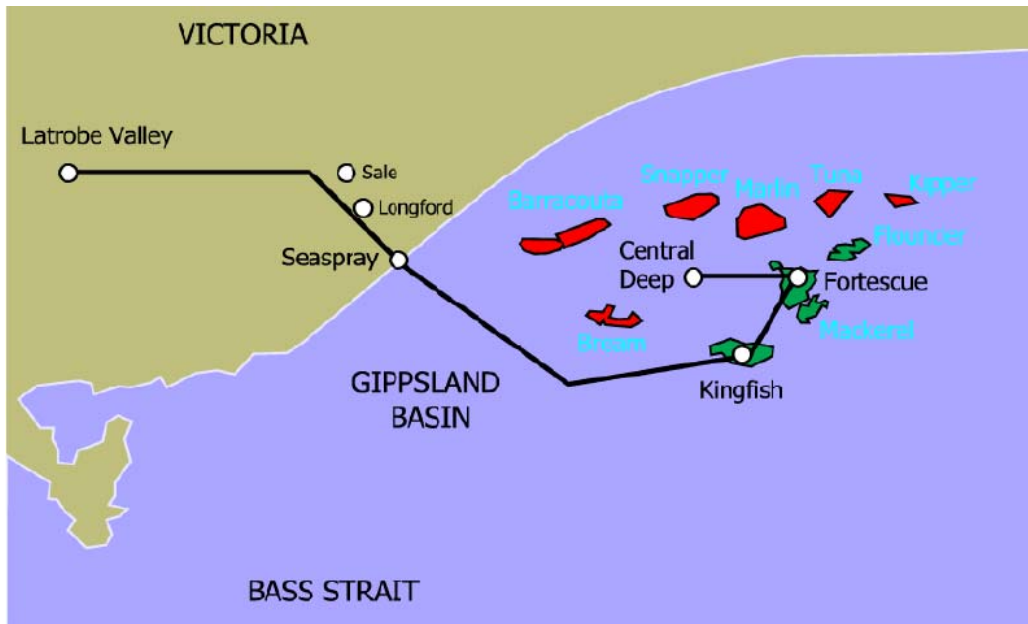 VICTORIA
Latrobe Valley
Sale
Longford
Seaspray
Barracouta
Snapper
Marlin
Tuna
Kipper
Flouncer
Central
Deep
Fortescue
Mackerel
Bream
Kingfish
GIPPSLAND
BASIN
BASS STRAIT